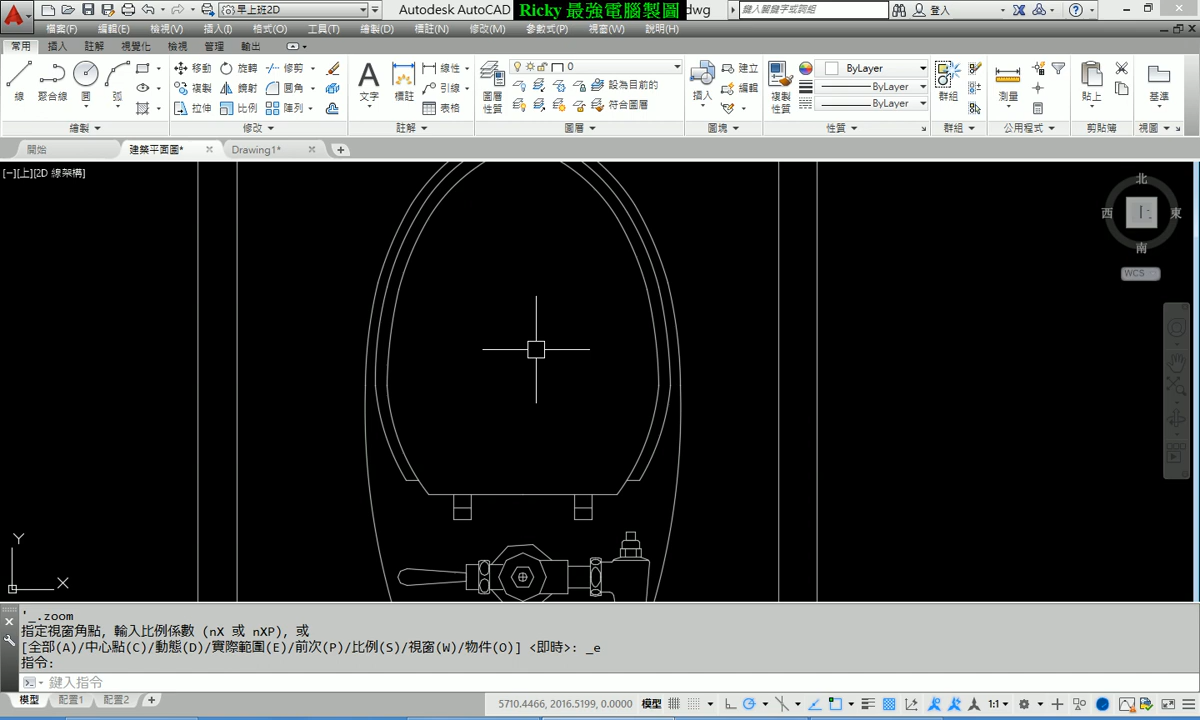 早上班2D
Autodesk AutoCAD
Ricky 最強電腦製圖
dwg
鍵入關鍵字或詞組
登入
檔案(F) 編輯(E) 檢視(V) 插入(I) 格式(O) 工具(T) 繪製(D) 標註(N) 修改(M) 參數式(P) 視窗(W) 說明(H)
常用 插入 註解 視覺化 檢視 管理 輸出
線 聚合線 圓 弧
移動 旋轉 修剪
複製 鏡射 圓角
拉伸 比例 陣列
文字 標註
線性
引線
表格
圖層性質
0
設為目前的
符合圖層
插入
建立
編輯
複製性質
ByLayer
ByLayer
ByLayer
群組
測量
貼上
基準
繪製 修改 註解 圖層 圖塊 性質 群組 公用程式 剪貼簿 視圖
開始 建築平面圖* Drawing1*
[−][上][2D 線架構]
北
西 上 東
南
WCS
Y
X
'_.zoom
指定視窗角點, 輸入比例係數 (nX 或 nXP), 或
[全部(A)/中心點(C)/動態(D)/實際範圍(E)/前次(P)/比例(S)/視窗(W)/物件(O)] <即時>: _e
指令:
鍵入指令
模型 配置1 配置2 +
5710.4466, 2016.5199, 0.0000 模型 1:1